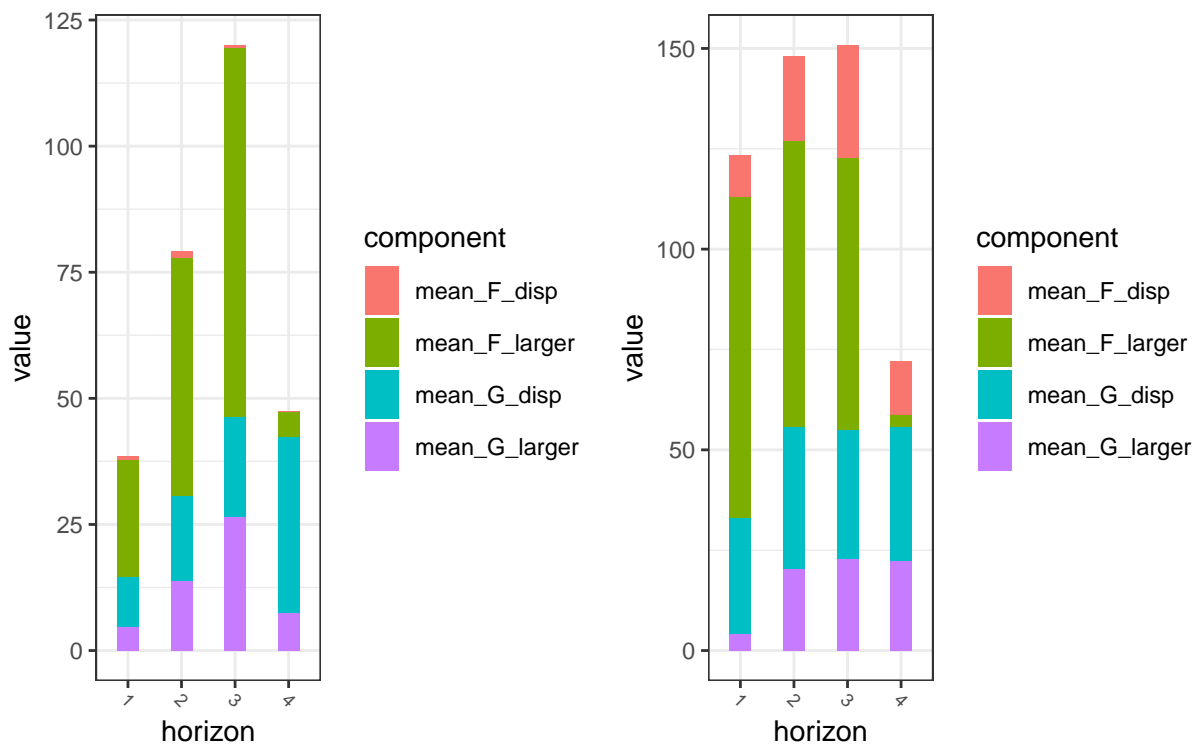 value
125
100
75
50
25
0
1 2 3 4
horizon
component
mean_F_disp
mean_F_larger
mean_G_disp
mean_G_larger
value
150
100
50
0
1 2 3 4
horizon
component
mean_F_disp
mean_F_larger
mean_G_disp
mean_G_larger